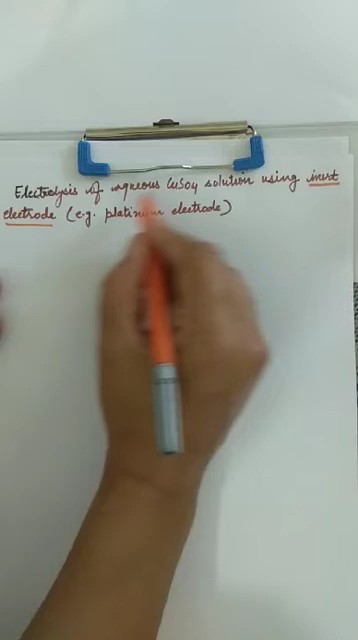 Electrolysis of aqueous CuSO4 solution using inert
electrode (e.g. platinum electrode)